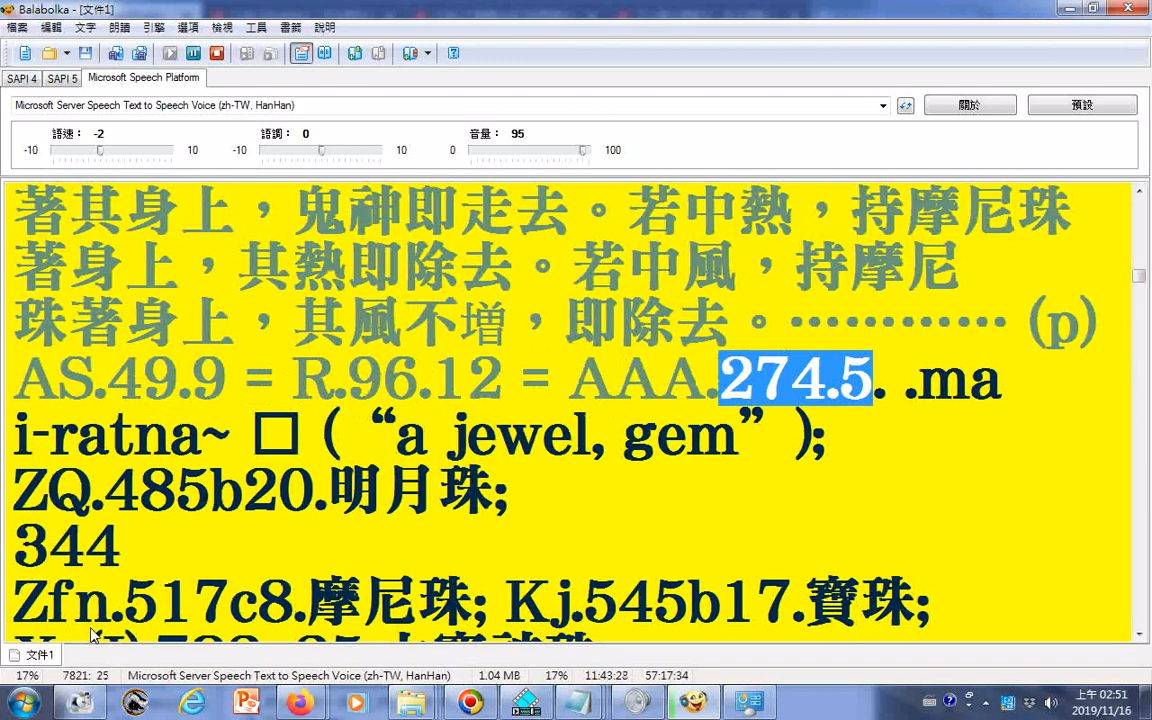 Balabolka - [文件1]
檔案 編輯 文字 朗讀 引擎 選項 檢視 工具 書籤 說明
SAPI 4 SAPI 5 Microsoft Speech Platform
Microsoft Server Speech Text to Speech Voice (zh-TW, HanHan) 關於 預設
語速： -2 語調： 0 音量： 95
-10 10 -10 10 0 100
著其身上，鬼神即走去。若中熱，持摩尼珠
著身上，其熱即除去。若中風，持摩尼
珠著身上，其風不增，即除去。………… (p)
AS.49.9 = R.96.12 = AAA.274.5. .ma
i-ratna~ □ ( “a jewel, gem” );
ZQ.485b20.明月珠;
344
Zfn.517c8.摩尼珠; Kj.545b17.寶珠;
文件1
17% 7821: 25 Microsoft Server Speech Text to Speech Voice (zh-TW, HanHan) 1.04 MB 17% 11:43:28 57:17:34
上午 02:51
2019/11/16